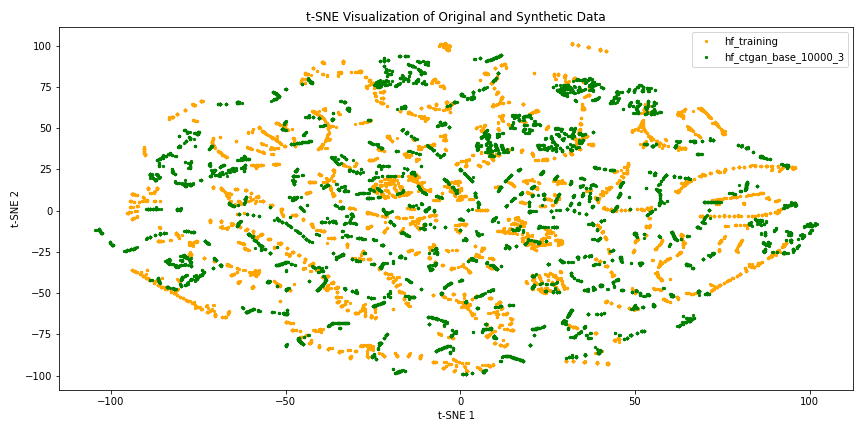 t-SNE Visualization of Original and Synthetic Data
hf_training
hf_ctgan_base_10000_3
100
75
50
25
0
−25
−50
−75
−100
t-SNE 2
−100
−50
0
50
100
t-SNE 1